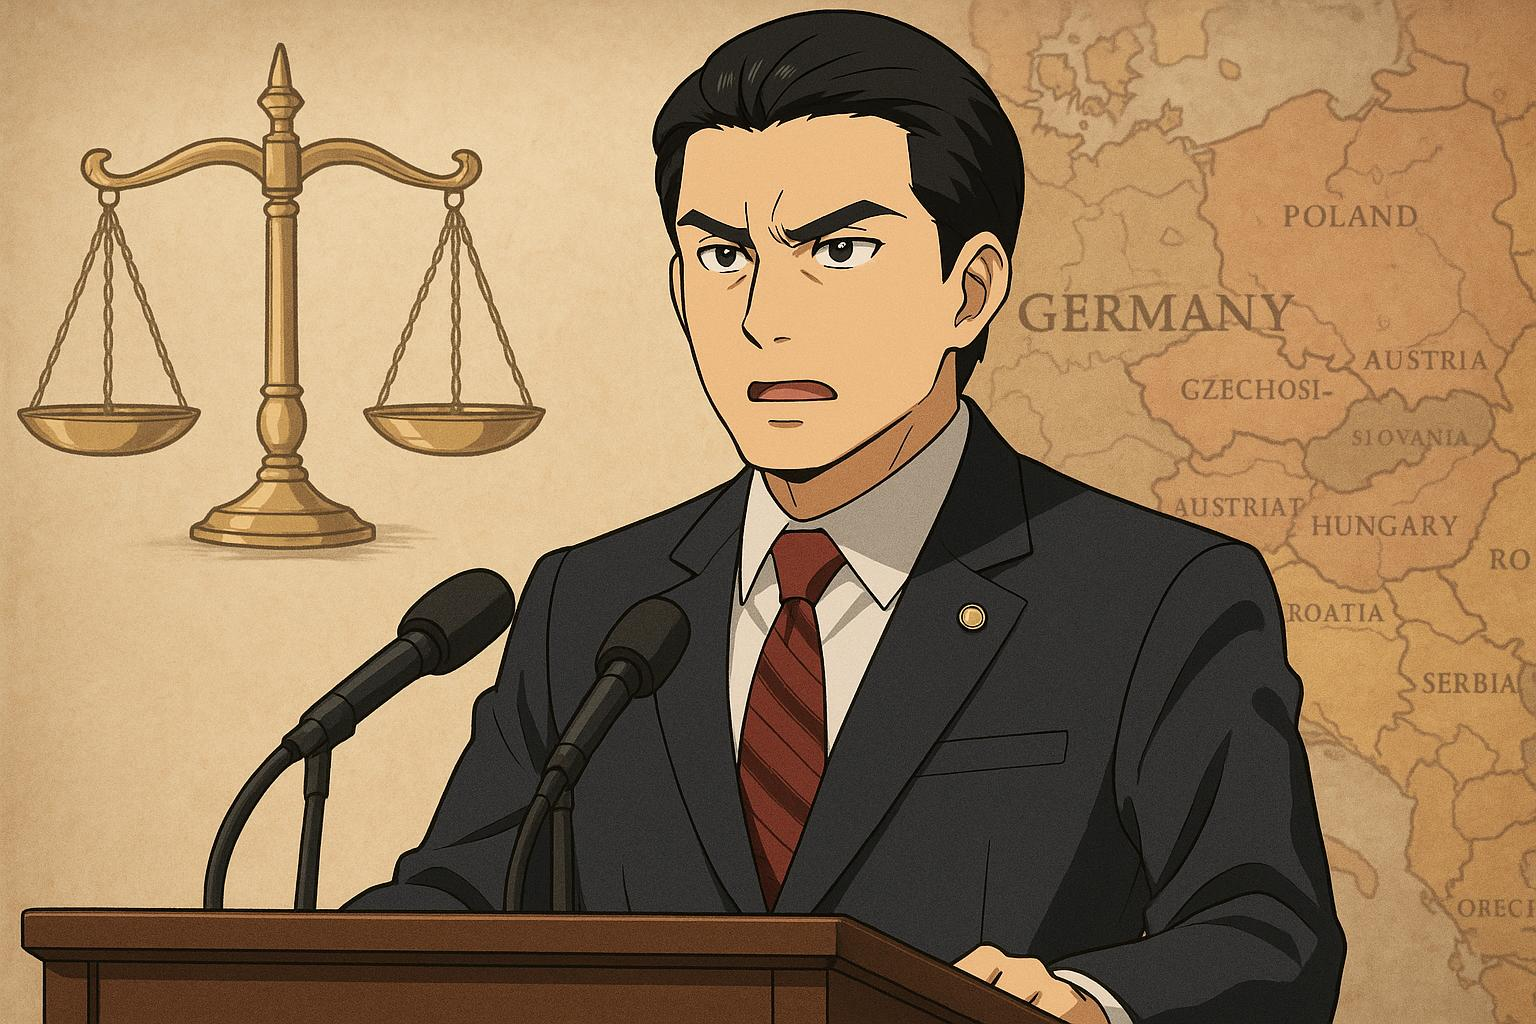 POLAND
GERMANY
AUSTRIA
GZECHOSI-
SIOVANIA
AUSTRIAT
HUNGARY
RO
ROATIA
SERBIA
ORECI